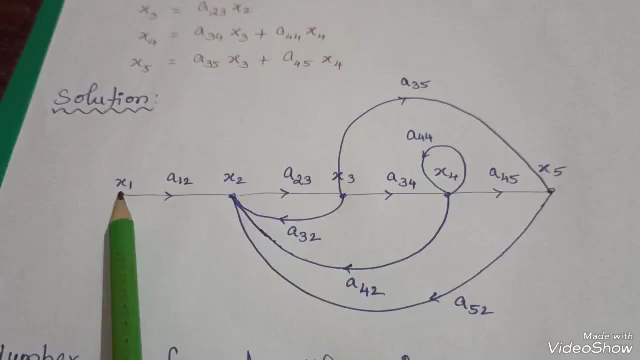 x3 = a23 x2
x4 = a34 x3 + a44 x4
x5 = a35 x3 + a45 x4
Solution:
a35
a44
x1 a12 x2 a23 x3 a34 x4 a45 x5
a32
a42
a52
Made with
VideoShow